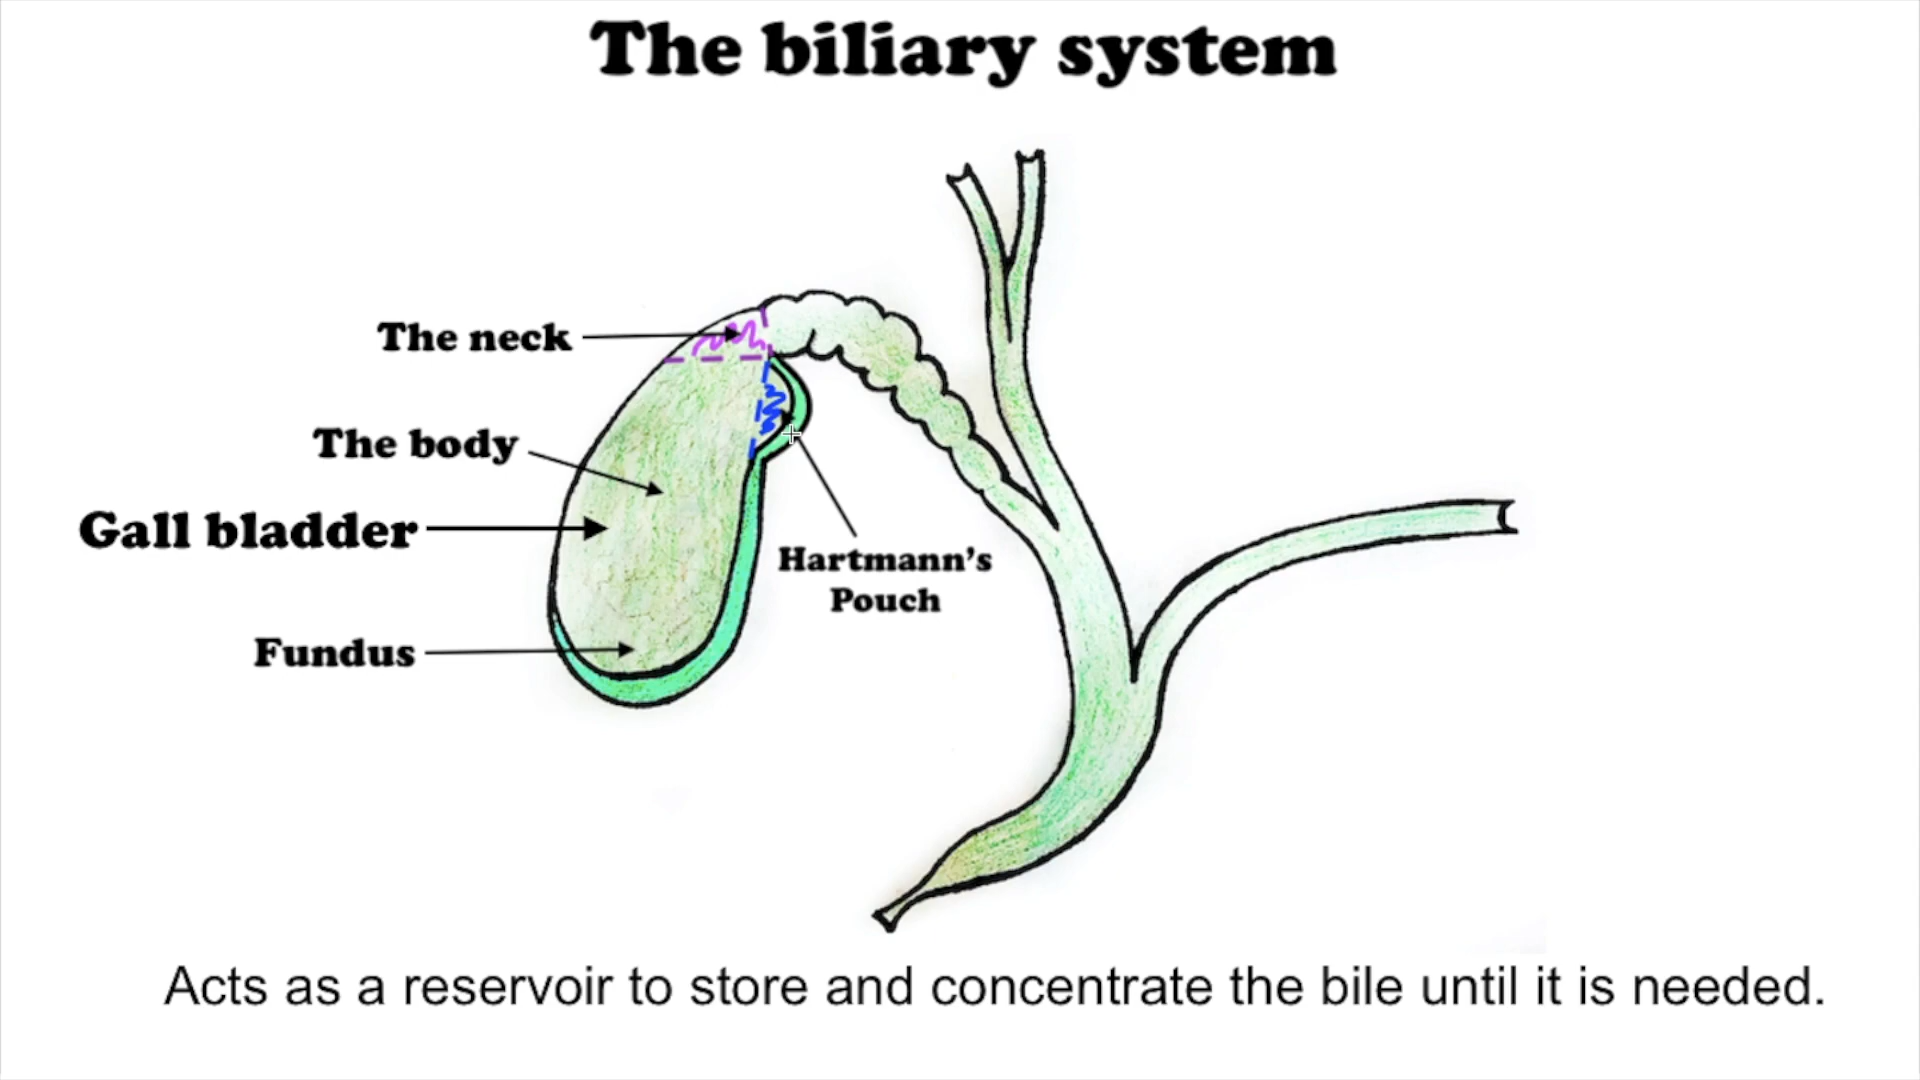 The biliary system
The neck
The body
Gall bladder
Hartmann's
Pouch
Fundus
Acts as a reservoir to store and concentrate the bile until it is needed.